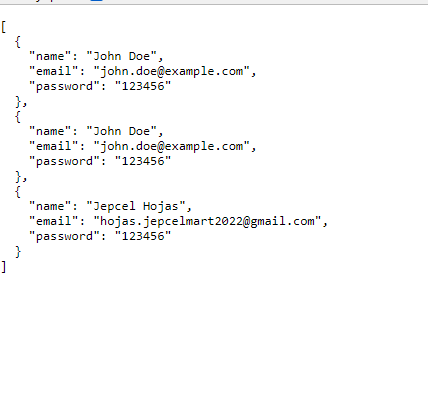 [
  {
    "name": "John Doe",
    "email": "john.doe@example.com",
    "password": "123456"
  },
  {
    "name": "John Doe",
    "email": "john.doe@example.com",
    "password": "123456"
  },
  {
    "name": "Jepcel Hojas",
    "email": "hojas.jepcelmart2022@gmail.com",
    "password": "123456"
  }
]